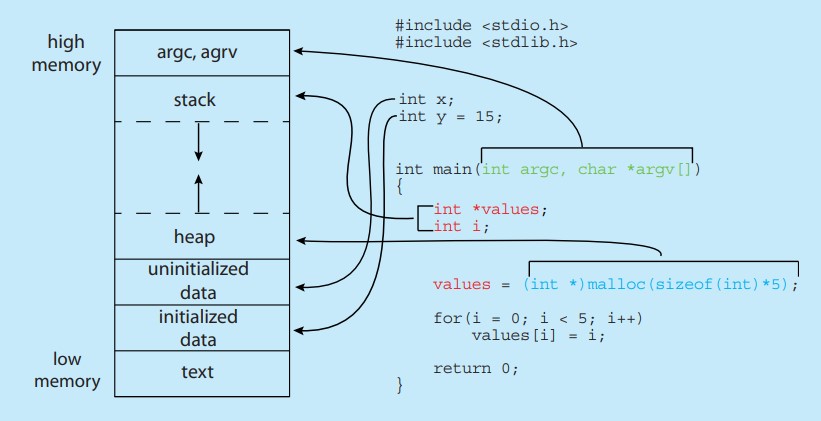 high
memory
argc, agrv
stack
heap
uninitialized
data
initialized
data
low
memory
text
#include <stdio.h>
#include <stdlib.h>
int x;
int y = 15;
int main(int argc, char *argv[])
{
int *values;
int i;
values = (int *)malloc(sizeof(int)*5);
for(i = 0; i < 5; i++)
values[i] = i;
return 0;
}